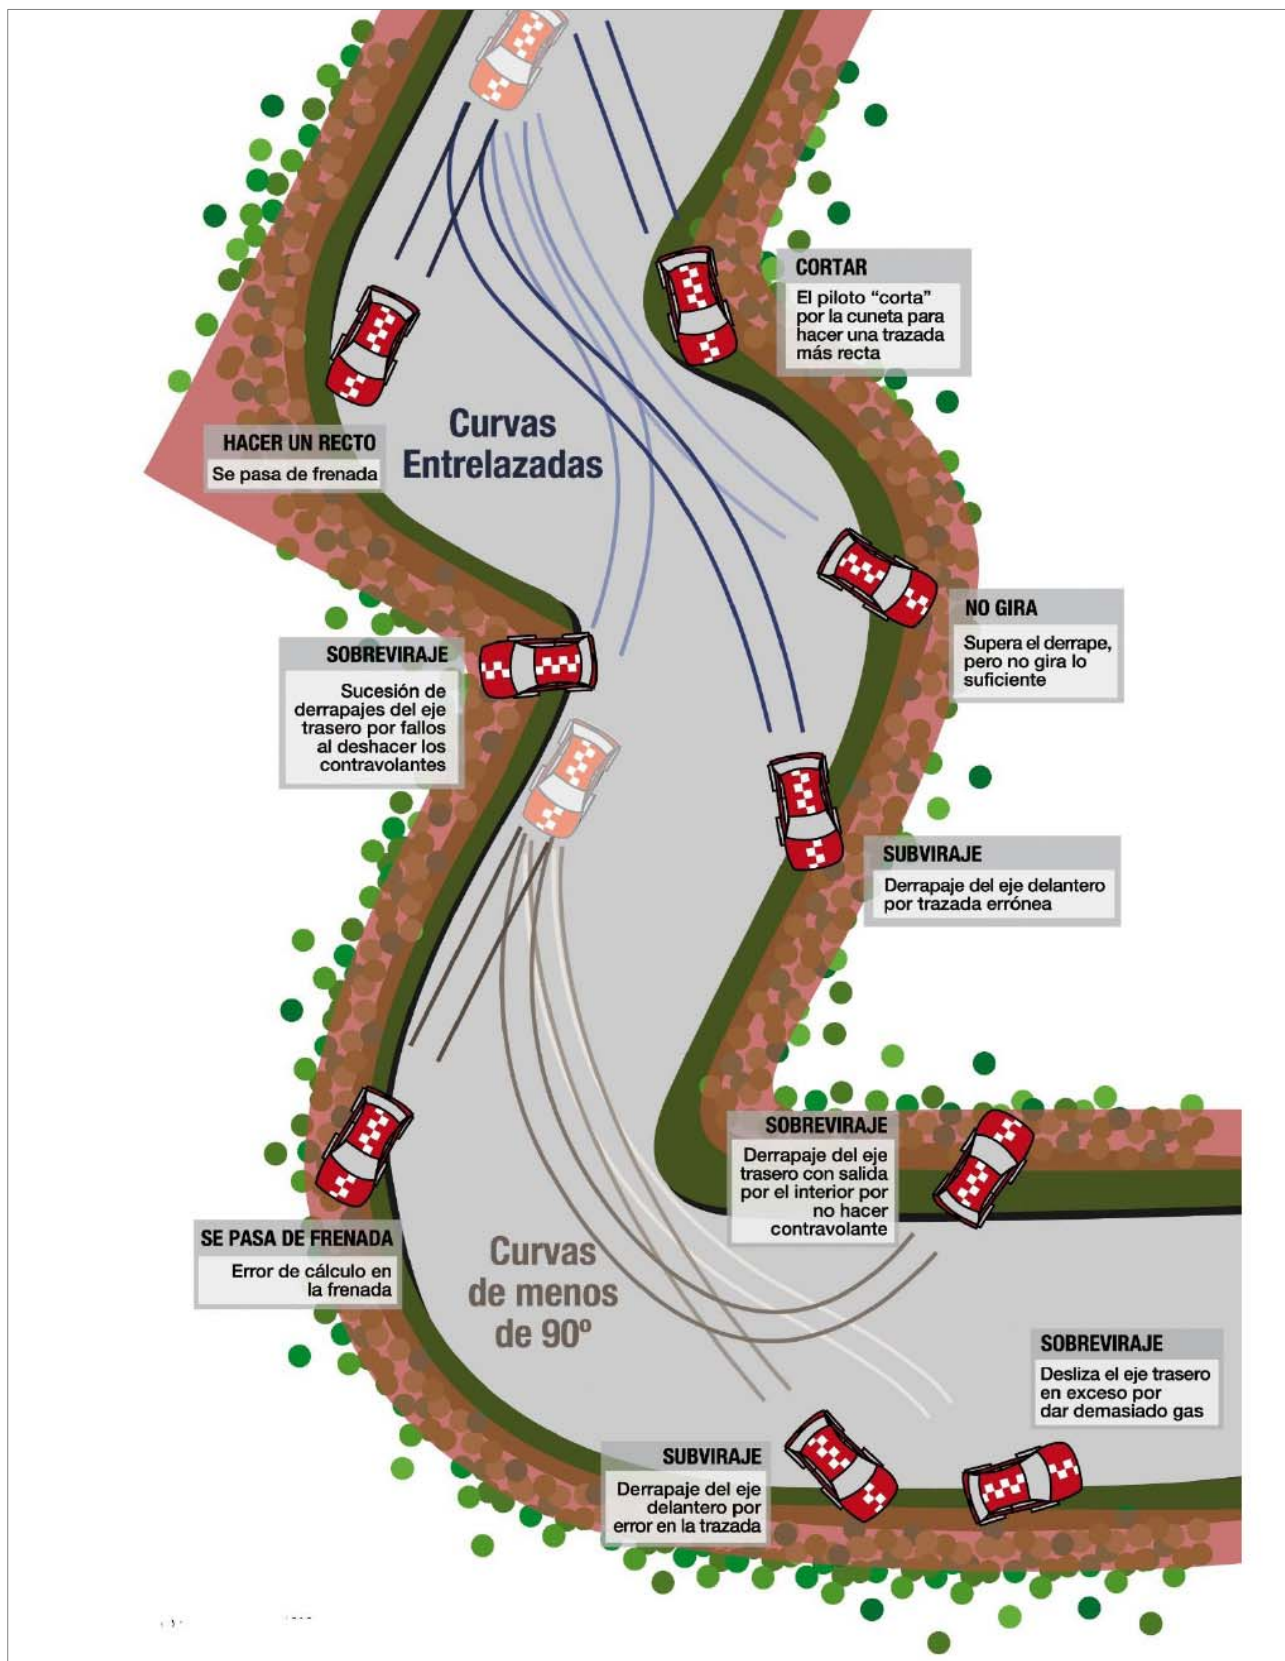 CORTAR
El piloto “corta”
por la cuneta para
hacer una trazada
más recta
HACER UN RECTO
Se pasa de frenada
Curvas
Entrelazadas
NO GIRA
Supera el derrape,
pero no gira lo
suficiente
SOBREVIRAJE
Sucesión de
derrapajes del eje
trasero por fallos
al deshacer los
contravolantes
SUBVIRAJE
Derrapaje del eje delantero
por trazada errónea
SOBREVIRAJE
Derrapaje del eje
trasero con salida
por el interior por
no hacer
contravolante
SE PASA DE FRENADA
Error de cálculo en
la frenada
Curvas
de menos
de 90º
SOBREVIRAJE
Desliza el eje trasero
en exceso por
dar demasiado gas
SUBVIRAJE
Derrapaje del eje
delantero por
error en la trazada